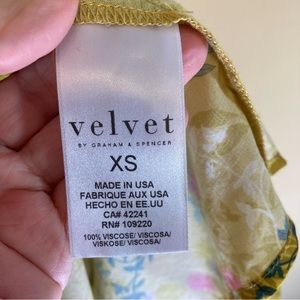 velvet
BY GRAHAM & SPENCER
XS
MADE IN USA
FABRIQUE AUX USA
HECHO EN EE.UU
CA# 42241
RN# 109220
100% VISCOSE/ VISCOSA/
VISKOSE/ VISCOSA/